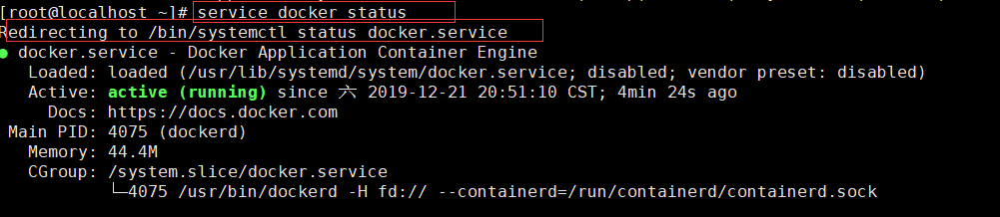 [root@localhost ~]# service docker status
Redirecting to /bin/systemctl status docker.service
● docker.service - Docker Application Container Engine
Loaded: loaded (/usr/lib/systemd/system/docker.service; disabled; vendor preset: disabled)
Active: active (running) since 六 2019-12-21 20:51:10 CST; 4min 24s ago
Docs: https://docs.docker.com
Main PID: 4075 (dockerd)
Memory: 44.4M
CGroup: /system.slice/docker.service
└─4075 /usr/bin/dockerd -H fd:// --containerd=/run/containerd/containerd.sock